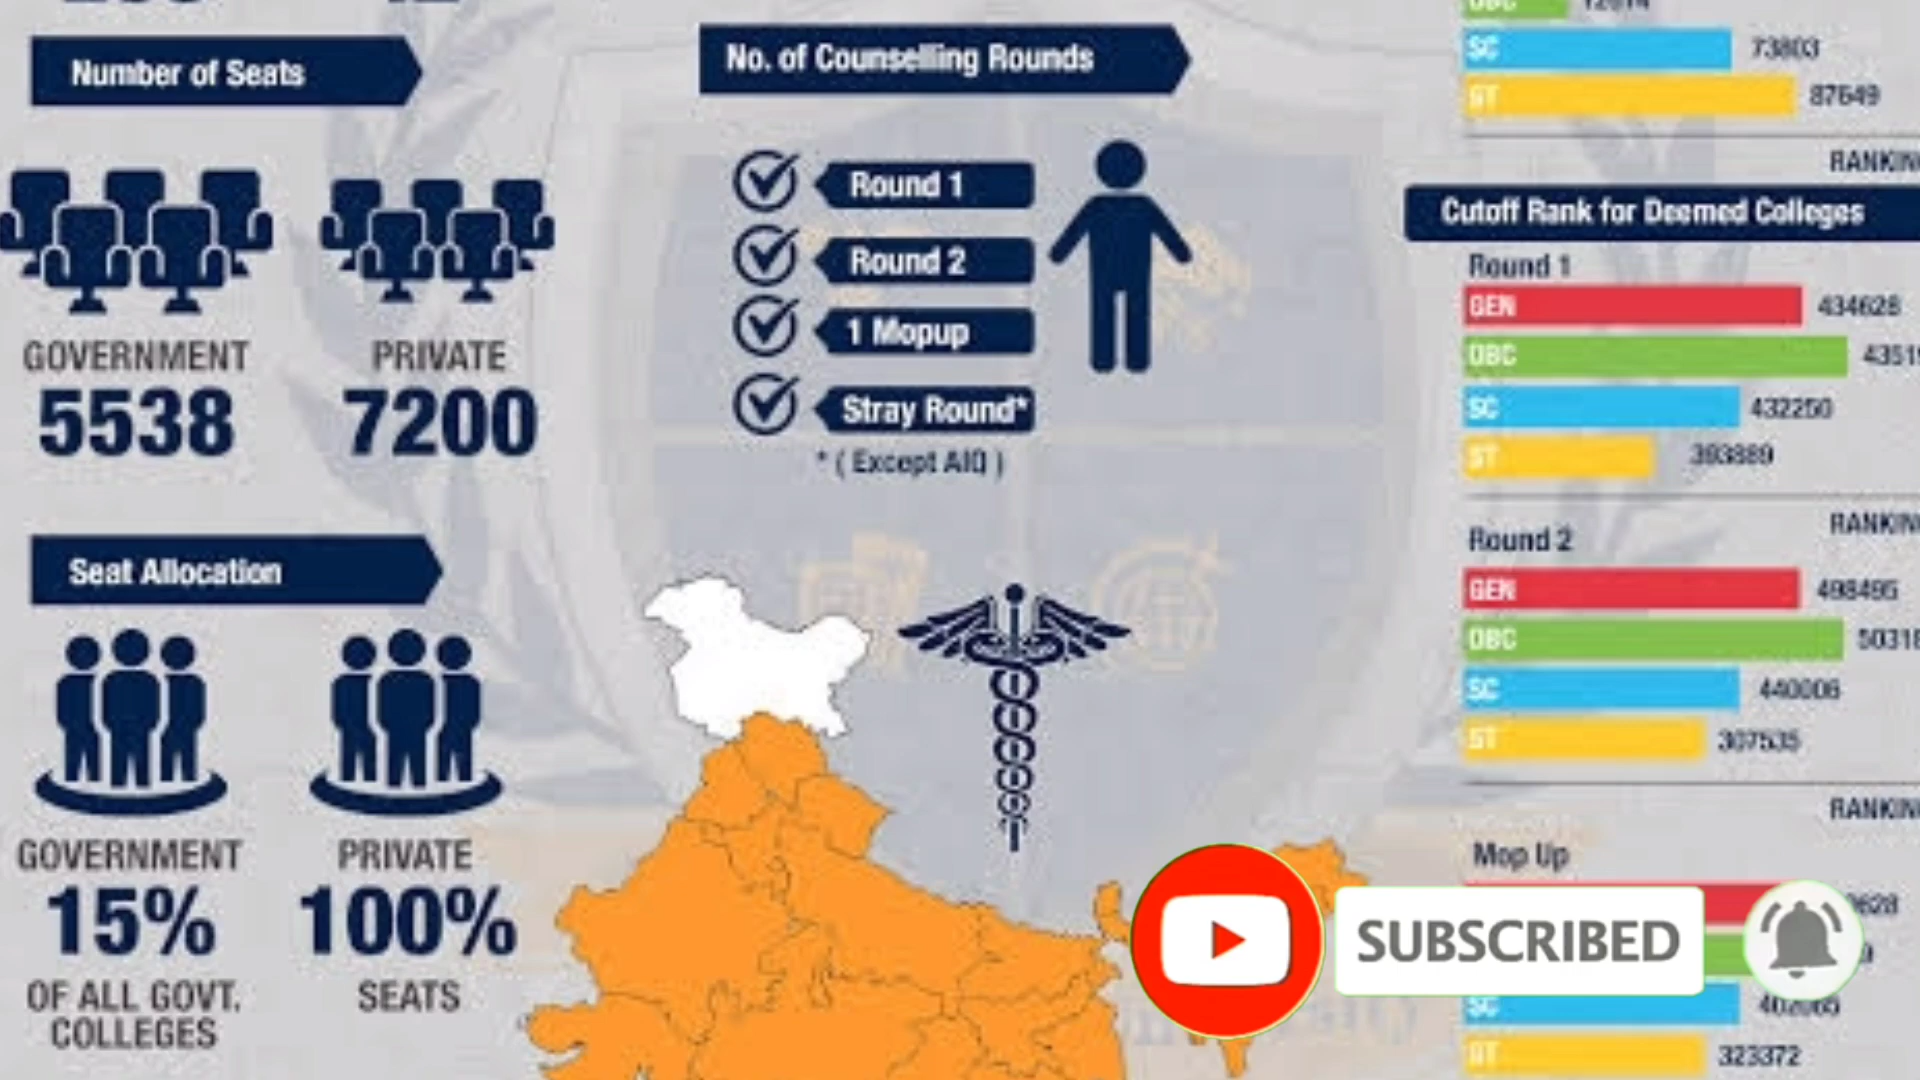 Number of Seats
GOVERNMENT
5538
PRIVATE
7200
Seat Allocation
GOVERNMENT
15%
OF ALL GOVT.
COLLEGES
PRIVATE
100%
SEATS
No. of Counselling Rounds
Round 1
Round 2
1 Mopup
Stray Round*
* ( Except AIQ )
SC 73803
ST 87649
Cutoff Rank for Deemed Colleges
Round 1
GEN 434628
OBC
SC 432250
ST 393889
Round 2
GEN 498495
OBC
SC 440006
ST 307535
Mop Up
SC
ST 323372
SUBSCRIBED